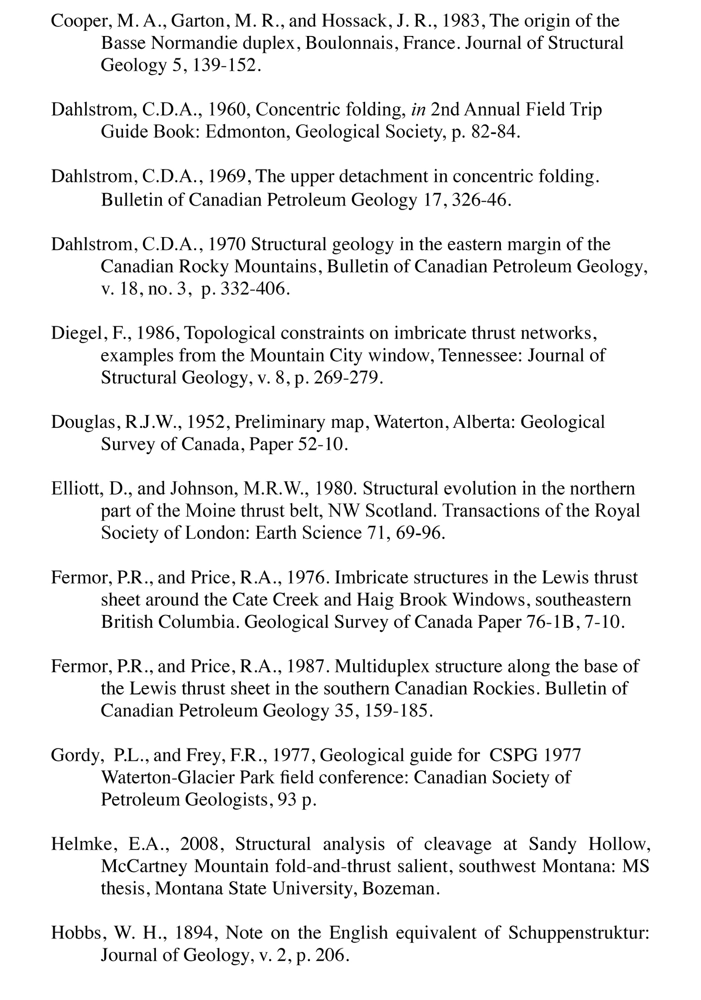 Cooper, M. A., Garton, M. R., and Hossack, J. R., 1983, The origin of the
Basse Normandie duplex, Boulonnais, France. Journal of Structural
Geology 5, 139-152.
Dahlstrom, C.D.A., 1960, Concentric folding, in 2nd Annual Field Trip
Guide Book: Edmonton, Geological Society, p. 82-84.
Dahlstrom, C.D.A., 1969, The upper detachment in concentric folding.
Bulletin of Canadian Petroleum Geology 17, 326-46.
Dahlstrom, C.D.A., 1970 Structural geology in the eastern margin of the
Canadian Rocky Mountains, Bulletin of Canadian Petroleum Geology,
v. 18, no. 3,  p. 332-406.
Diegel, F., 1986, Topological constraints on imbricate thrust networks,
examples from the Mountain City window, Tennessee: Journal of
Structural Geology, v. 8, p. 269-279.
Douglas, R.J.W., 1952, Preliminary map, Waterton, Alberta: Geological
Survey of Canada, Paper 52-10.
Elliott, D., and Johnson, M.R.W., 1980. Structural evolution in the northern
part of the Moine thrust belt, NW Scotland. Transactions of the Royal
Society of London: Earth Science 71, 69-96.
Fermor, P.R., and Price, R.A., 1976. Imbricate structures in the Lewis thrust
sheet around the Cate Creek and Haig Brook Windows, southeastern
British Columbia. Geological Survey of Canada Paper 76-1B, 7-10.
Fermor, P.R., and Price, R.A., 1987. Multiduplex structure along the base of
the Lewis thrust sheet in the southern Canadian Rockies. Bulletin of
Canadian Petroleum Geology 35, 159-185.
Gordy,  P.L., and Frey, F.R., 1977, Geological guide for  CSPG 1977
Waterton-Glacier Park field conference: Canadian Society of
Petroleum Geologists, 93 p.
Helmke, E.A., 2008, Structural analysis of cleavage at Sandy Hollow,
McCartney Mountain fold-and-thrust salient, southwest Montana: MS
thesis, Montana State University, Bozeman.
Hobbs, W. H., 1894, Note on the English equivalent of Schuppenstruktur:
Journal of Geology, v. 2, p. 206.